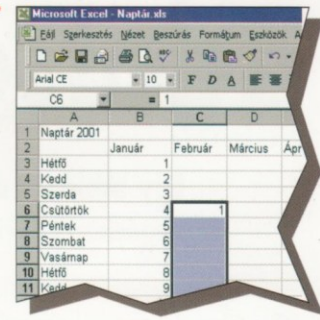 Microsoft Excel - Naptár.xls
Fájl Szerkesztés Nézet Beszúrás Formátum Eszközök A
Arial CE 10 F D A
C6 = 1
A B C D
1 Naptár 2001
2 Január Február Március Ápr
3 Hétfő 1
4 Kedd 2
5 Szerda 3
6 Csütörtök 4 1
7 Péntek 5
8 Szombat 6
9 Vasárnap 7
10 Hétfő 8
11 Kedd 9